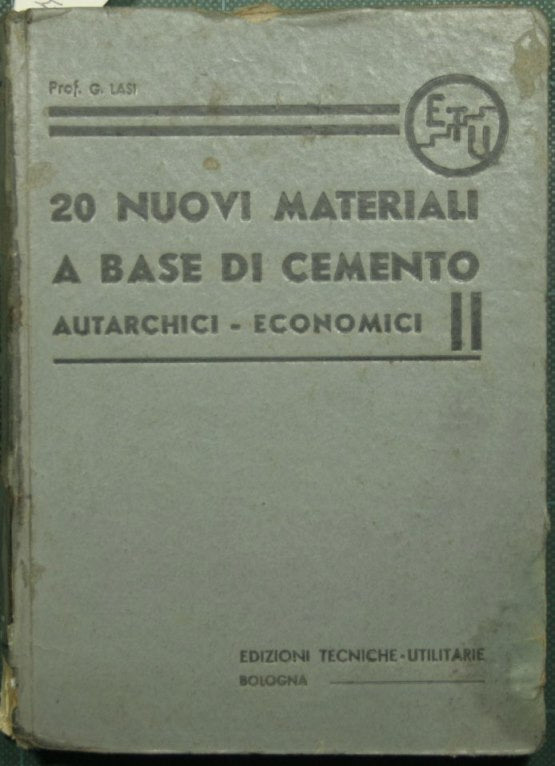 Prof. G. LASI
ETU
20 NUOVI MATERIALI
A BASE DI CEMENTO
AUTARCHICI - ECONOMICI II
EDIZIONI TECNICHE-UTILITARIE
BOLOGNA